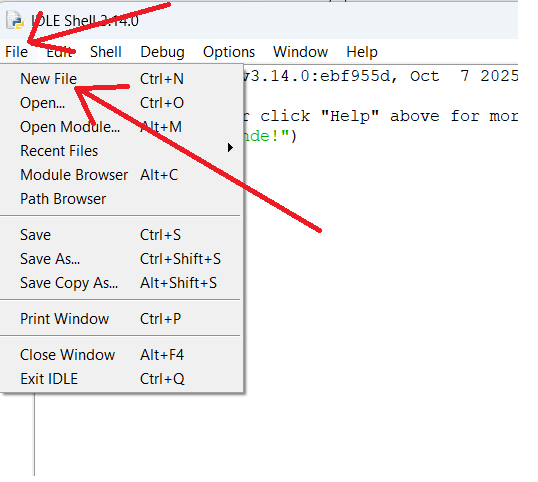 IDLE Shell 3.14.0
File Edit Shell Debug Options Window Help
New File Ctrl+N
v3.14.0:ebf955d, Oct 7 2025
Open... Ctrl+O
r click "Help" above for mor
Open Module... Alt+M
nde!")
Recent Files
Module Browser Alt+C
Path Browser
Save Ctrl+S
Save As... Ctrl+Shift+S
Save Copy As... Alt+Shift+S
Print Window Ctrl+P
Close Window Alt+F4
Exit IDLE Ctrl+Q